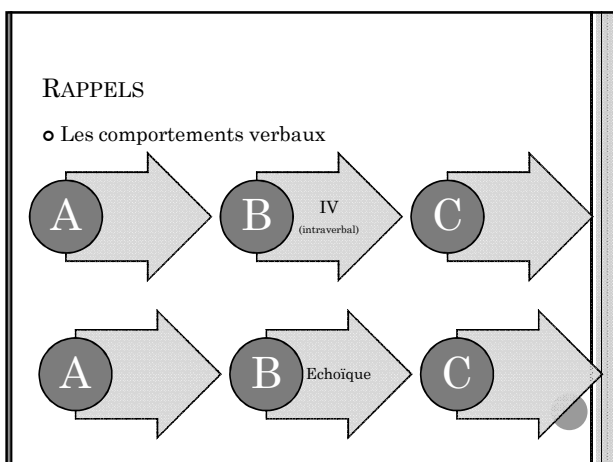 RAPPELS
Les comportements verbaux
A B IV C
(intraverbal)
A B Echoïque C